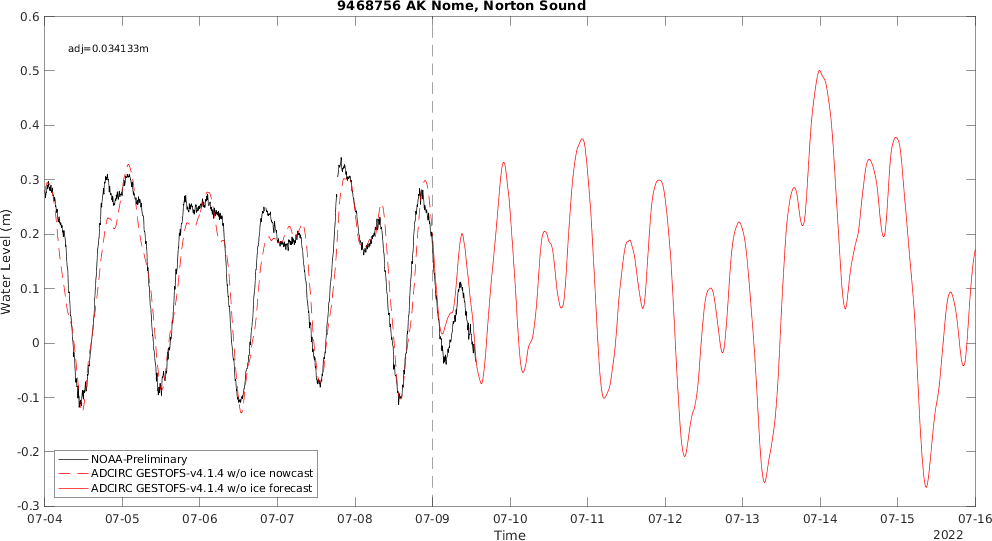 9468756 AK Nome, Norton Sound
adj=0.034133m
0.6
0.5
0.4
0.3
0.2
0.1
0
-0.1
-0.2
-0.3
Water Level (m)
NOAA-Preliminary
ADCIRC GESTOFS-v4.1.4 w/o ice nowcast
ADCIRC GESTOFS-v4.1.4 w/o ice forecast
07-04 07-05 07-06 07-07 07-08 07-09 07-10 07-11 07-12 07-13 07-14 07-15 07-16
Time
2022